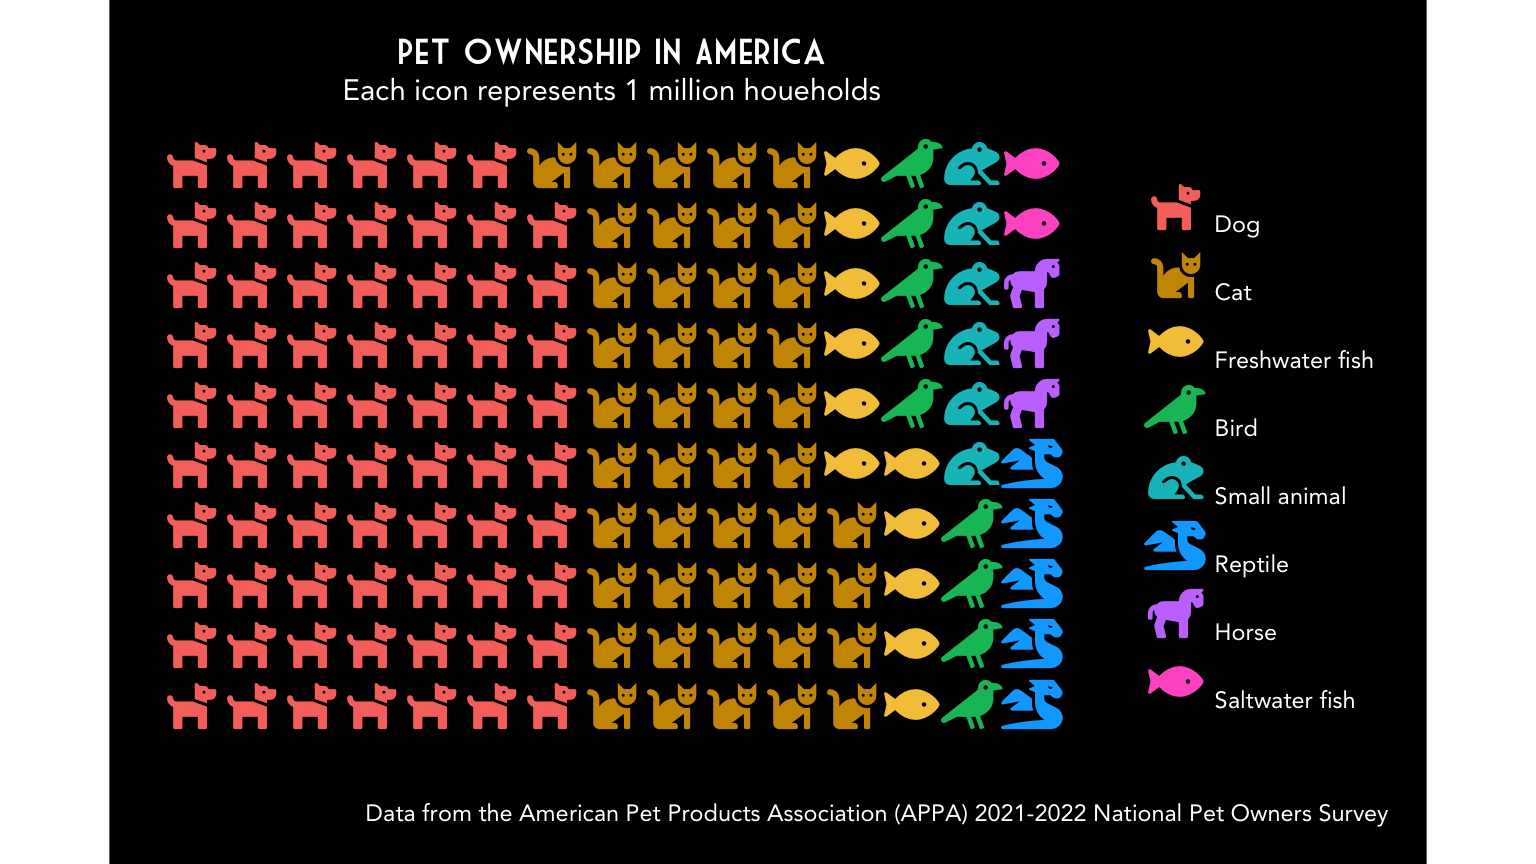 PET OWNERSHIP IN AMERICA
Each icon represents 1 million houeholds
Dog
Cat
Freshwater fish
Bird
Small animal
Reptile
Horse
Saltwater fish
Data from the American Pet Products Association (APPA) 2021-2022 National Pet Owners Survey